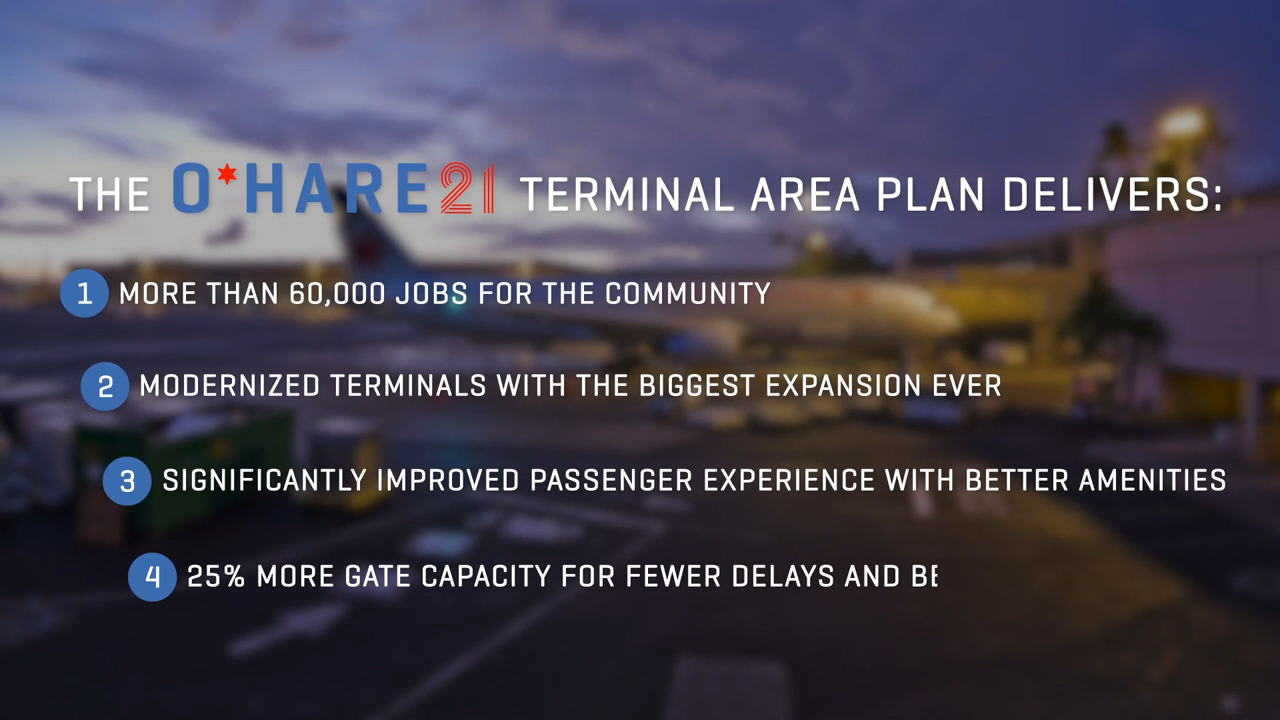 THE O*HARE21 TERMINAL AREA PLAN DELIVERS:
1 MORE THAN 60,000 JOBS FOR THE COMMUNITY
2 MODERNIZED TERMINALS WITH THE BIGGEST EXPANSION EVER
3 SIGNIFICANTLY IMPROVED PASSENGER EXPERIENCE WITH BETTER AMENITIES
4 25% MORE GATE CAPACITY FOR FEWER DELAYS AND BE